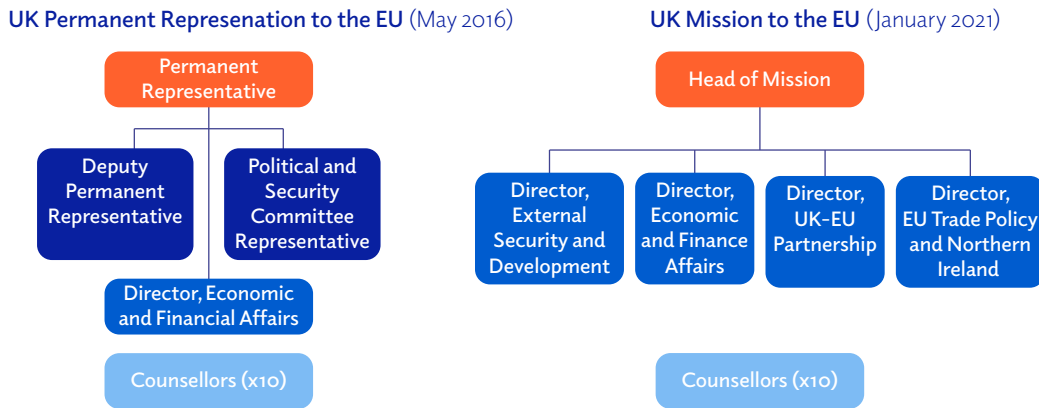 UK Permanent Represenation to the EU (May 2016)
Permanent
Representative
Deputy
Permanent
Representative
Political and
Security
Committee
Representative
Director, Economic
and Financial Affairs
Counsellors (x10)
UK Mission to the EU (January 2021)
Head of Mission
Director,
External
Security and
Development
Director,
Economic
and Finance
Affairs
Director,
UK-EU
Partnership
Director,
EU Trade Policy
and Northern
Ireland
Counsellors (x10)